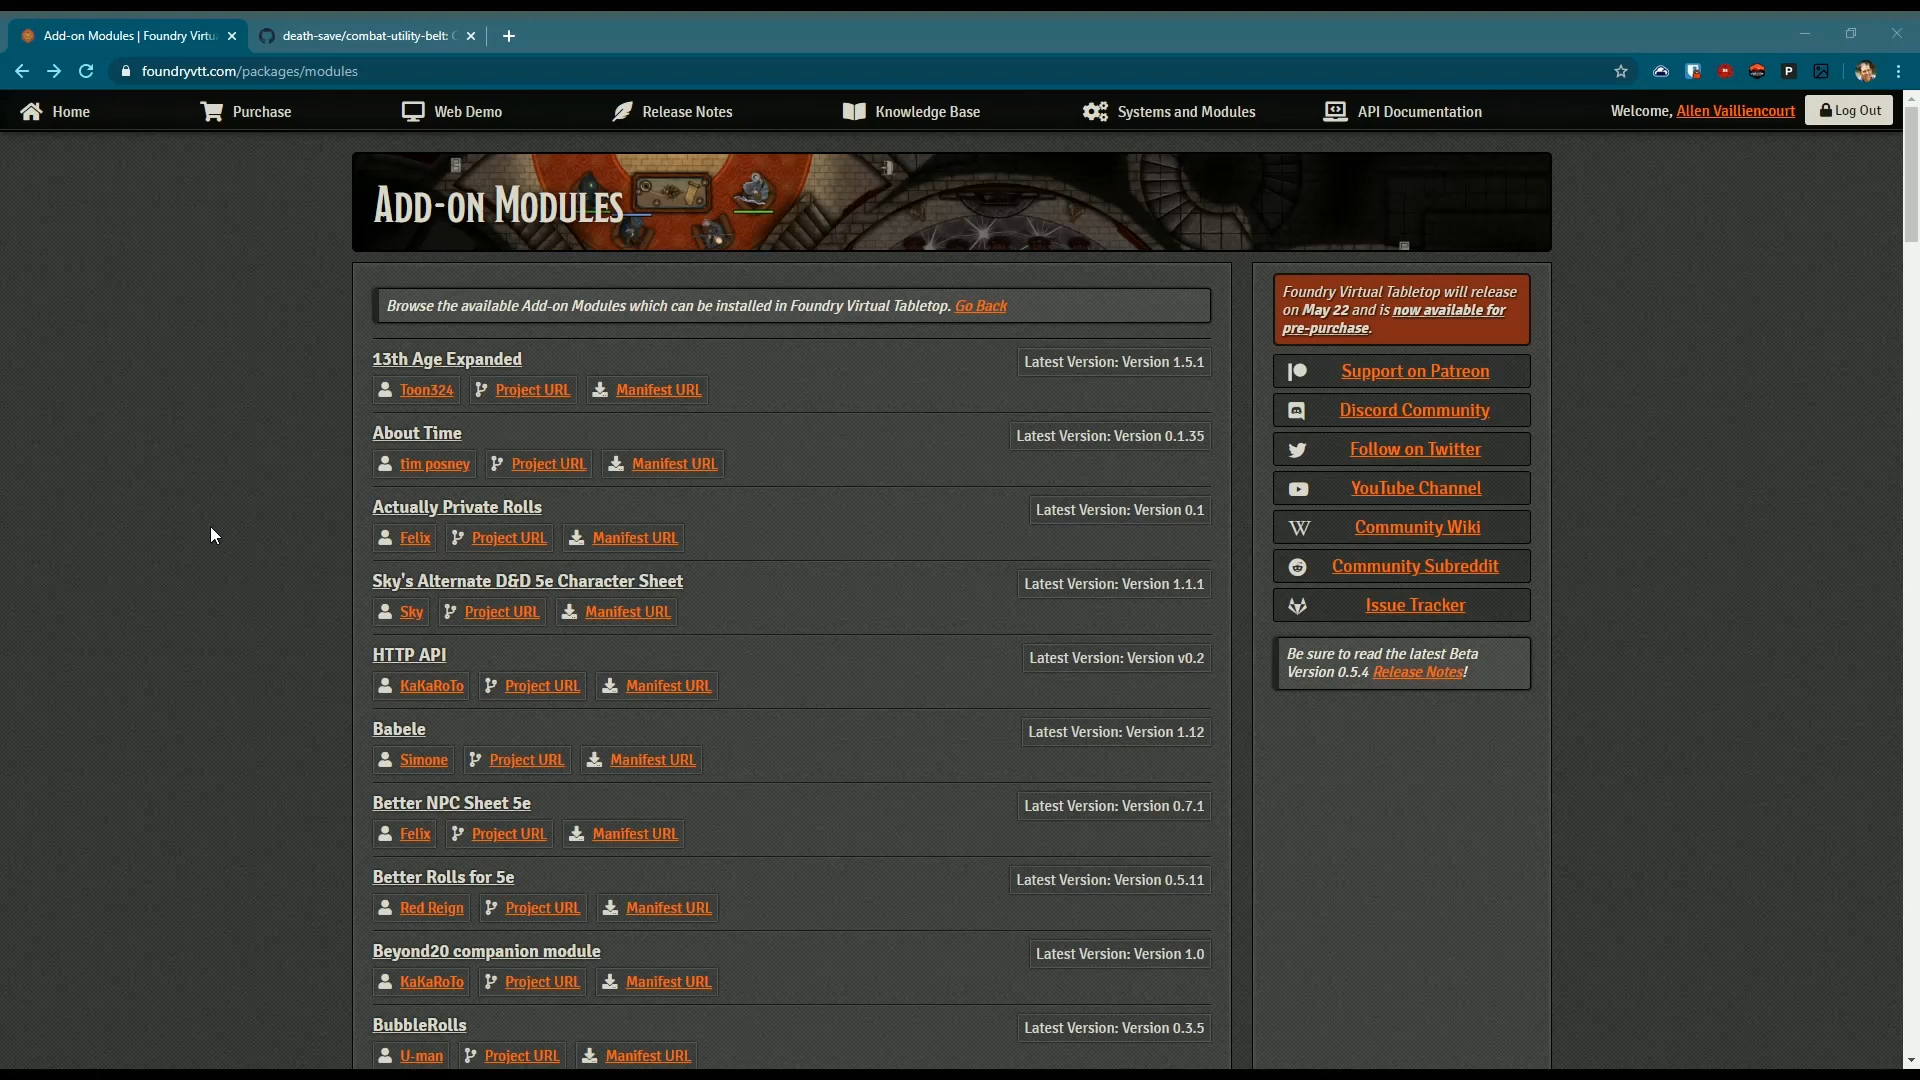 Add-on Modules | Foundry Virtu
death-save/combat-utility-belt: C
foundryvtt.com/packages/modules
Home
Purchase
Web Demo
Release Notes
Knowledge Base
Systems and Modules
API Documentation
Welcome, Allen Vailliencourt
Log Out
Add-on Modules
Browse the available Add-on Modules which can be installed in Foundry Virtual Tabletop. Go Back
13th Age Expanded
Latest Version: Version 1.5.1
Toon324 Project URL Manifest URL
About Time
Latest Version: Version 0.1.35
tim posney Project URL Manifest URL
Actually Private Rolls
Latest Version: Version 0.1
Felix Project URL Manifest URL
Sky's Alternate D&D 5e Character Sheet
Latest Version: Version 1.1.1
Sky Project URL Manifest URL
HTTP API
Latest Version: Version v0.2
KaKaRoTo Project URL Manifest URL
Babele
Latest Version: Version 1.12
Simone Project URL Manifest URL
Better NPC Sheet 5e
Latest Version: Version 0.7.1
Felix Project URL Manifest URL
Better Rolls for 5e
Latest Version: Version 0.5.11
Red Reign Project URL Manifest URL
Beyond20 companion module
Latest Version: Version 1.0
KaKaRoTo Project URL Manifest URL
BubbleRolls
Latest Version: Version 0.3.5
U-man Project URL Manifest URL
Foundry Virtual Tabletop will release
on May 22 and is now available for
pre-purchase.
Support on Patreon
Discord Community
Follow on Twitter
YouTube Channel
Community Wiki
Community Subreddit
Issue Tracker
Be sure to read the latest Beta
Version 0.5.4 Release Notes!